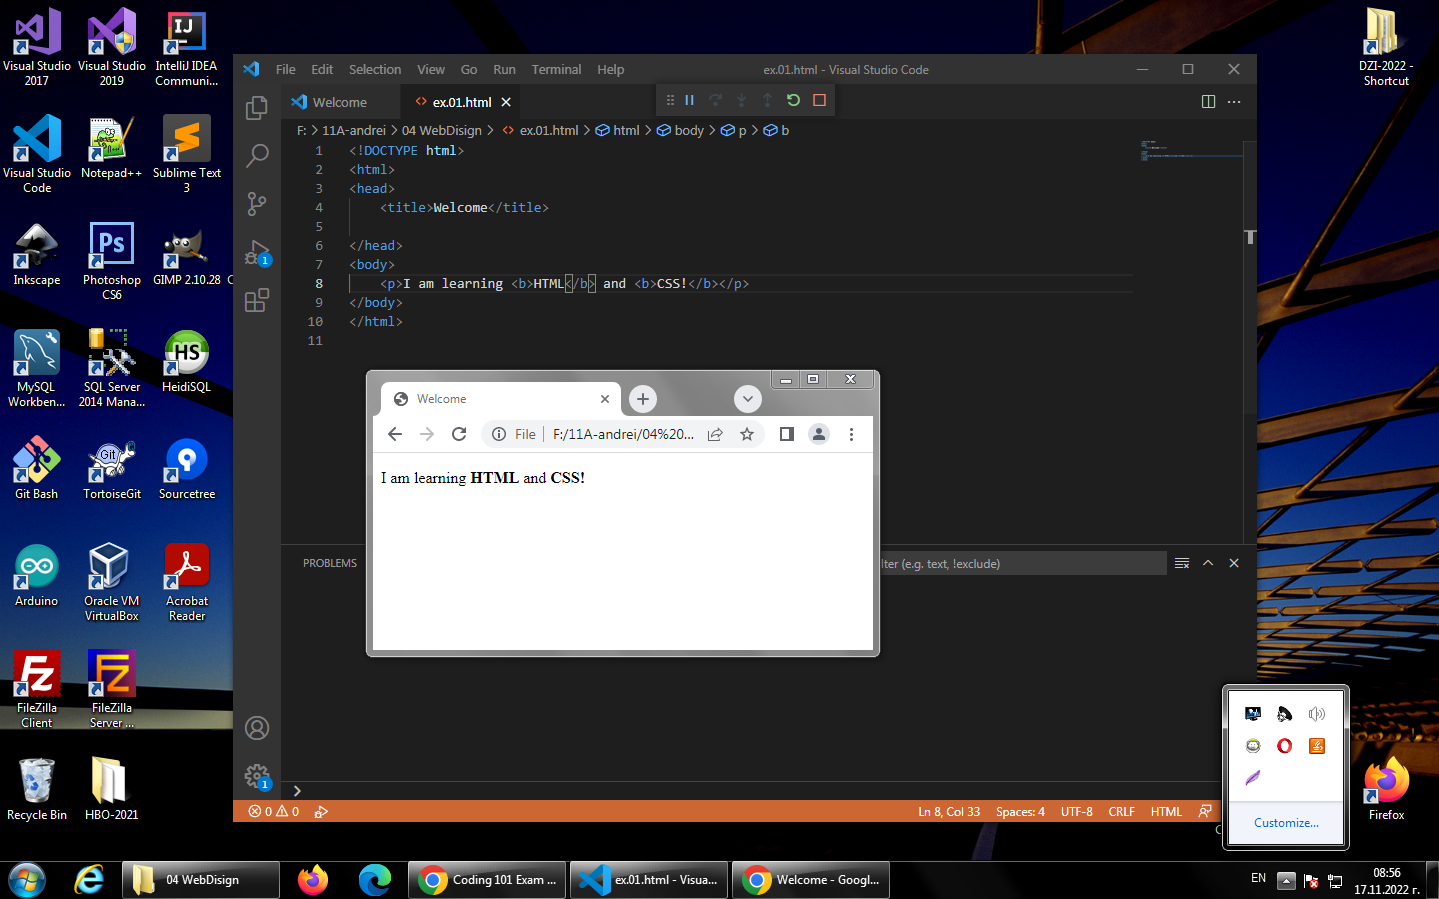 Visual Studio
2017
Visual Studio
2019
IntelliJ IDEA
Communi...
Visual Studio
Code
Notepad++
Sublime Text
3
Inkscape
Photoshop
CS6
GIMP 2.10.28
MySQL
Workben...
SQL Server
2014 Mana...
HeidiSQL
Git Bash
TortoiseGit
Sourcetree
Arduino
Oracle VM
VirtualBox
Acrobat
Reader
FileZilla
Client
FileZilla
Server ...
Recycle Bin
HBO-2021
DZI-2022 -
Shortcut
Firefox
File Edit Selection View Go Run Terminal Help
ex.01.html - Visual Studio Code
Welcome
ex.01.html
F: > 11A-andrei > 04 WebDisign > ex.01.html > html > body > p > b
1 <!DOCTYPE html>
2 <html>
3 <head>
4 <title>Welcome</title>
5
6 </head>
7 <body>
8 <p>I am learning <b>HTML</b> and <b>CSS!</b></p>
9 </body>
10 </html>
11
Welcome
File F:/11A-andrei/04%20...
I am learning HTML and CSS!
PROBLEMS
lter (e.g. text, !exclude)
1
1
0 0
Ln 8, Col 33 Spaces: 4 UTF-8 CRLF HTML
Customize...
04 WebDisign
Coding 101 Exam ...
ex.01.html - Visua...
Welcome - Googl...
EN
08:56
17.11.2022 г.
IJ
Ps
HS
Git